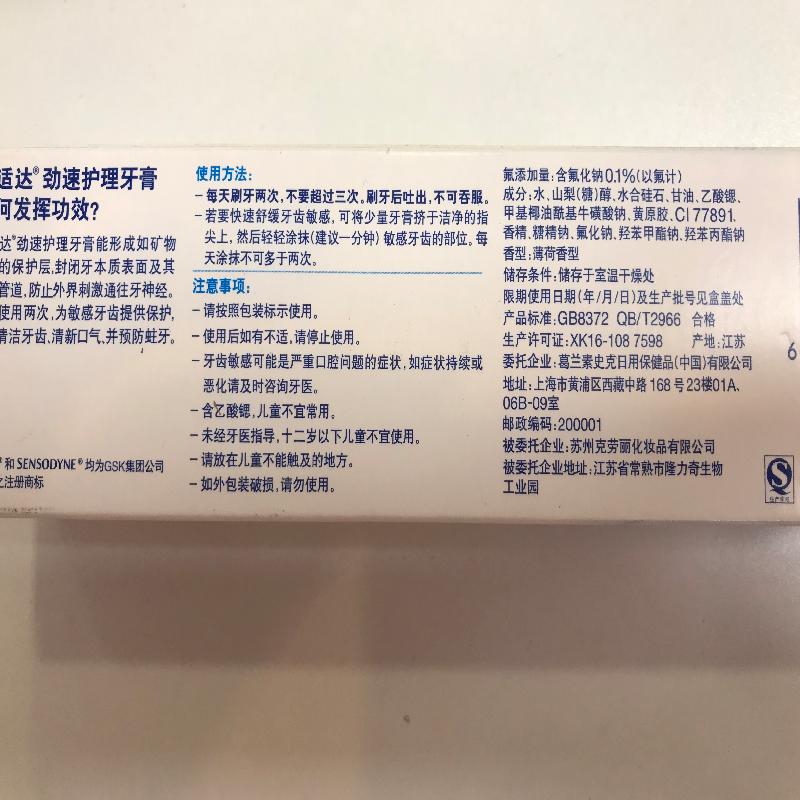 适达®劲速护理牙膏
何发挥功效?
达®劲速护理牙膏能形成如矿物
的保护层,封闭牙本质表面及其
管道,防止外界刺激通往牙神经。
使用两次,为敏感牙齿提供保护,
清洁牙齿,清新口气,并预防蛀牙。
® 和 SENSODYNE® 均为GSK集团公司
之注册商标
使用方法:
– 每天刷牙两次,不要超过三次。刷牙后吐出,不可吞服。
– 若要快速舒缓牙齿敏感,可将少量牙膏挤于洁净的指
尖上,然后轻轻涂抹(建议一分钟)敏感牙齿的部位。每
天涂抹不可多于两次。
注意事项:
– 请按照包装标示使用。
– 使用后如有不适,请停止使用。
– 牙齿敏感可能是严重口腔问题的症状,如症状持续或
恶化请及时咨询牙医。
– 含乙酸锶,儿童不宜常用。
– 未经牙医指导,十二岁以下儿童不宜使用。
– 请放在儿童不能触及的地方。
– 如外包装破损,请勿使用。
氟添加量:含氟化钠0.1%(以氟计)
成分:水、山梨(糖)醇、水合硅石、甘油、乙酸锶、
甲基椰油酰基牛磺酸钠、黄原胶、CI 77891、
香精、糖精钠、氟化钠、羟苯甲酯钠、羟苯丙酯钠
香型:薄荷香型
储存条件:储存于室温干燥处
限期使用日期(年/月/日)及生产批号见盒盖处
产品标准:GB8372 QB/T2966 合格
生产许可证:XK16-108 7598 产地:江苏
委托企业:葛兰素史克日用保健品(中国)有限公司
地址:上海市黄浦区西藏中路 168 号 23楼01A、
06B-09室
邮政编码:200001
被委托企业:苏州克劳丽化妆品有限公司
被委托企业地址:江苏省常熟市隆力奇生物
工业园
6